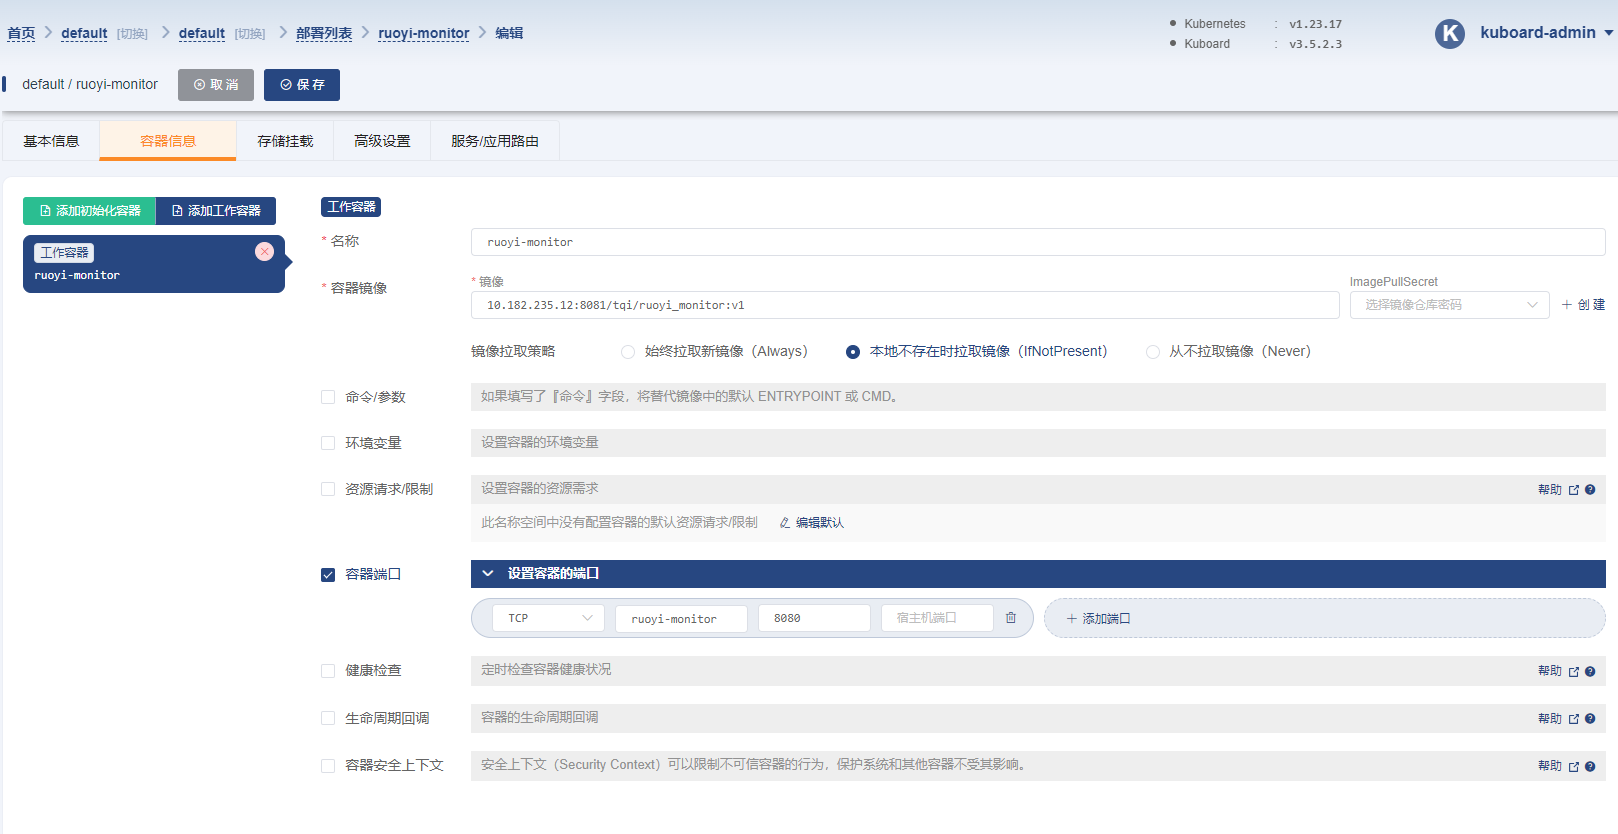 首页 default [切换] default [切换] 部署列表 ruoyi-monitor 编辑
Kubernetes : v1.23.17
Kuboard : v3.5.2.3
K kuboard-admin
default / ruoyi-monitor 取 消 保 存
基本信息 容器信息 存储挂载 高级设置 服务/应用路由
添加初始化容器 添加工作容器
工作容器
ruoyi-monitor
工作容器
* 名称 ruoyi-monitor
* 容器镜像
* 镜像 ImagePullSecret
10.182.235.12:8081/tqi/ruoyi_monitor:v1 选择镜像仓库密码 创 建
镜像拉取策略 始终拉取新镜像（Always） 本地不存在时拉取镜像（IfNotPresent） 从不拉取镜像（Never）
命令/参数 如果填写了『命令』字段，将替代镜像中的默认 ENTRYPOINT 或 CMD。
环境变量 设置容器的环境变量
资源请求/限制 设置容器的资源需求 帮助
此名称空间中没有配置容器的默认资源请求/限制 编辑默认
容器端口 设置容器的端口
TCP ruoyi-monitor 8080 宿主机端口 添加端口
健康检查 定时检查容器健康状况 帮助
生命周期回调 容器的生命周期回调 帮助
容器安全上下文 安全上下文（Security Context）可以限制不可信容器的行为，保护系统和其他容器不受其影响。 帮助